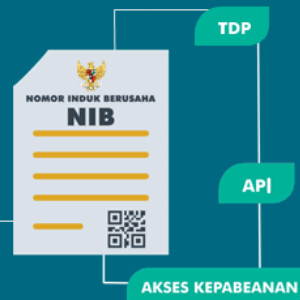 TDP
NOMOR INDUK BERUSAHA
NIB
API
AKSES KEPABEANAN